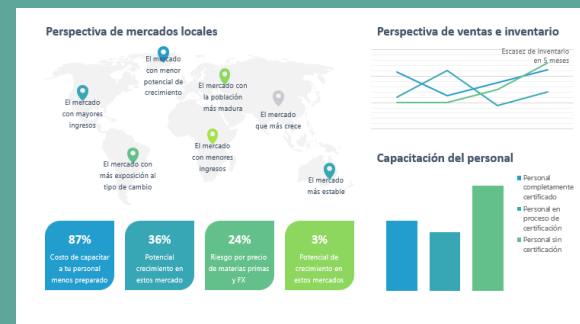 Perspectiva de mercados locales
El mercado
con menor
potencial de
crecimiento
El mercado con
la población
más madura
El mercado
con mayores
ingresos
El mercado
que más crece
El mercado
con menores
ingresos
El mercado con
más exposición al
tipo de cambio
El mercado
más estable
87%
Costo de capacitar
a tu personal
menos preparado
36%
Potencial
crecimiento en
estos mercado
24%
Riesgo por precio
de materias primas
y FX
3%
Potencial de
crecimiento en
estos mercados
Perspectiva de ventas e inventario
Escasez de inventario
en 5 meses
Capacitación del personal
Personal
completamente
certificado
Personal en
proceso de
certificación
Personal sin
certificación